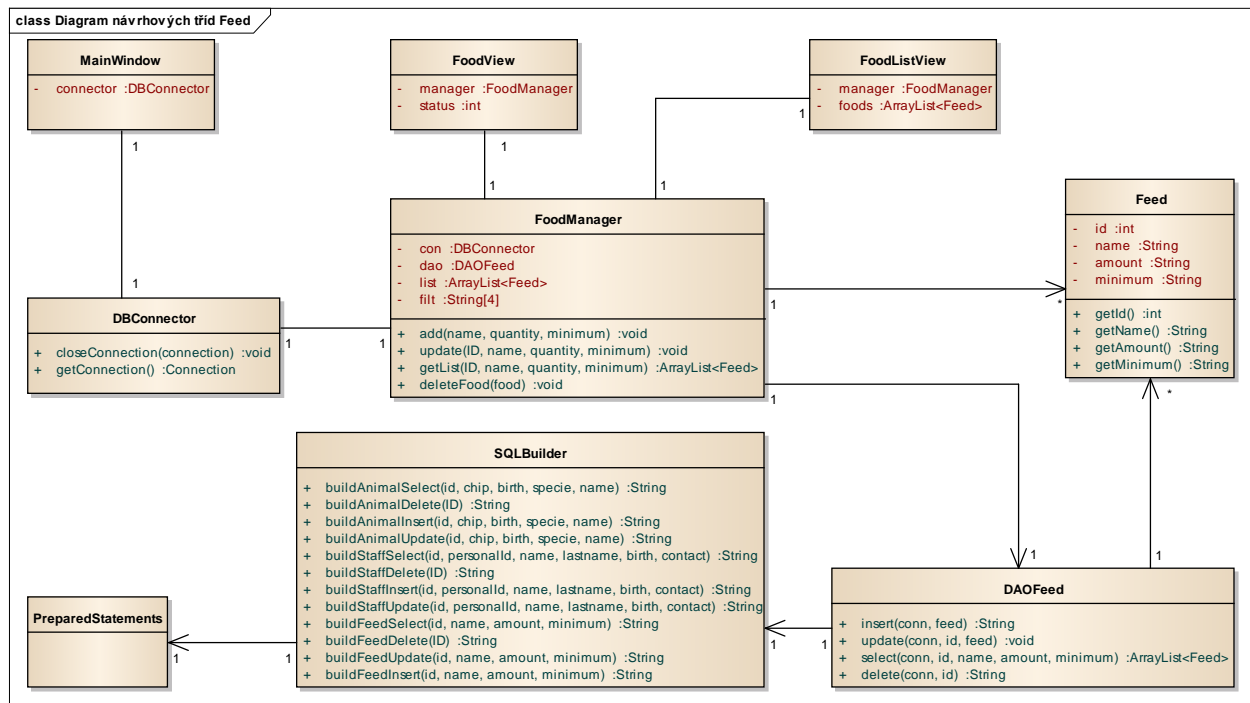 class Diagram návrhových tříd Feed
MainWindow
- connector :DBConnector
FoodView
- manager :FoodManager
- status :int
FoodListView
- manager :FoodManager
- foods :ArrayList<Feed>
1
1
1
1
1
1
FoodManager
- con :DBConnector
- dao :DAOFeed
- list :ArrayList<Feed>
- filt :String[4]
+ add(name, quantity, minimum) :void
+ update(ID, name, quantity, minimum) :void
+ getList(ID, name, quantity, minimum) :ArrayList<Feed>
+ deleteFood(food) :void
Feed
- id :int
- name :String
- amount :String
- minimum :String
+ getId() :int
+ getName() :String
+ getAmount() :String
+ getMinimum() :String
DBConnector
+ closeConnection(connection) :void
+ getConnection() :Connection
1
1
1
*
1
*
SQLBuilder
+ buildAnimalSelect(id, chip, birth, specie, name) :String
+ buildAnimalDelete(ID) :String
+ buildAnimalInsert(id, chip, birth, specie, name) :String
+ buildAnimalUpdate(id, chip, birth, specie, name) :String
+ buildStaffSelect(id, personalId, name, lastname, birth, contact) :String
+ buildStaffDelete(ID) :String
+ buildStaffInsert(id, personalId, name, lastname, birth, contact) :String
+ buildStaffUpdate(id, personalId, name, lastname, birth, contact) :String
+ buildFeedSelect(id, name, amount, minimum) :String
+ buildFeedDelete(ID) :String
+ buildFeedUpdate(id, name, amount, minimum) :String
+ buildFeedInsert(id, name, amount, minimum) :String
1
1
DAOFeed
+ insert(conn, feed) :String
+ update(conn, id, feed) :void
+ select(conn, id, name, amount, minimum) :ArrayList<Feed>
+ delete(conn, id) :String
PreparedStatements
1
1
1
1